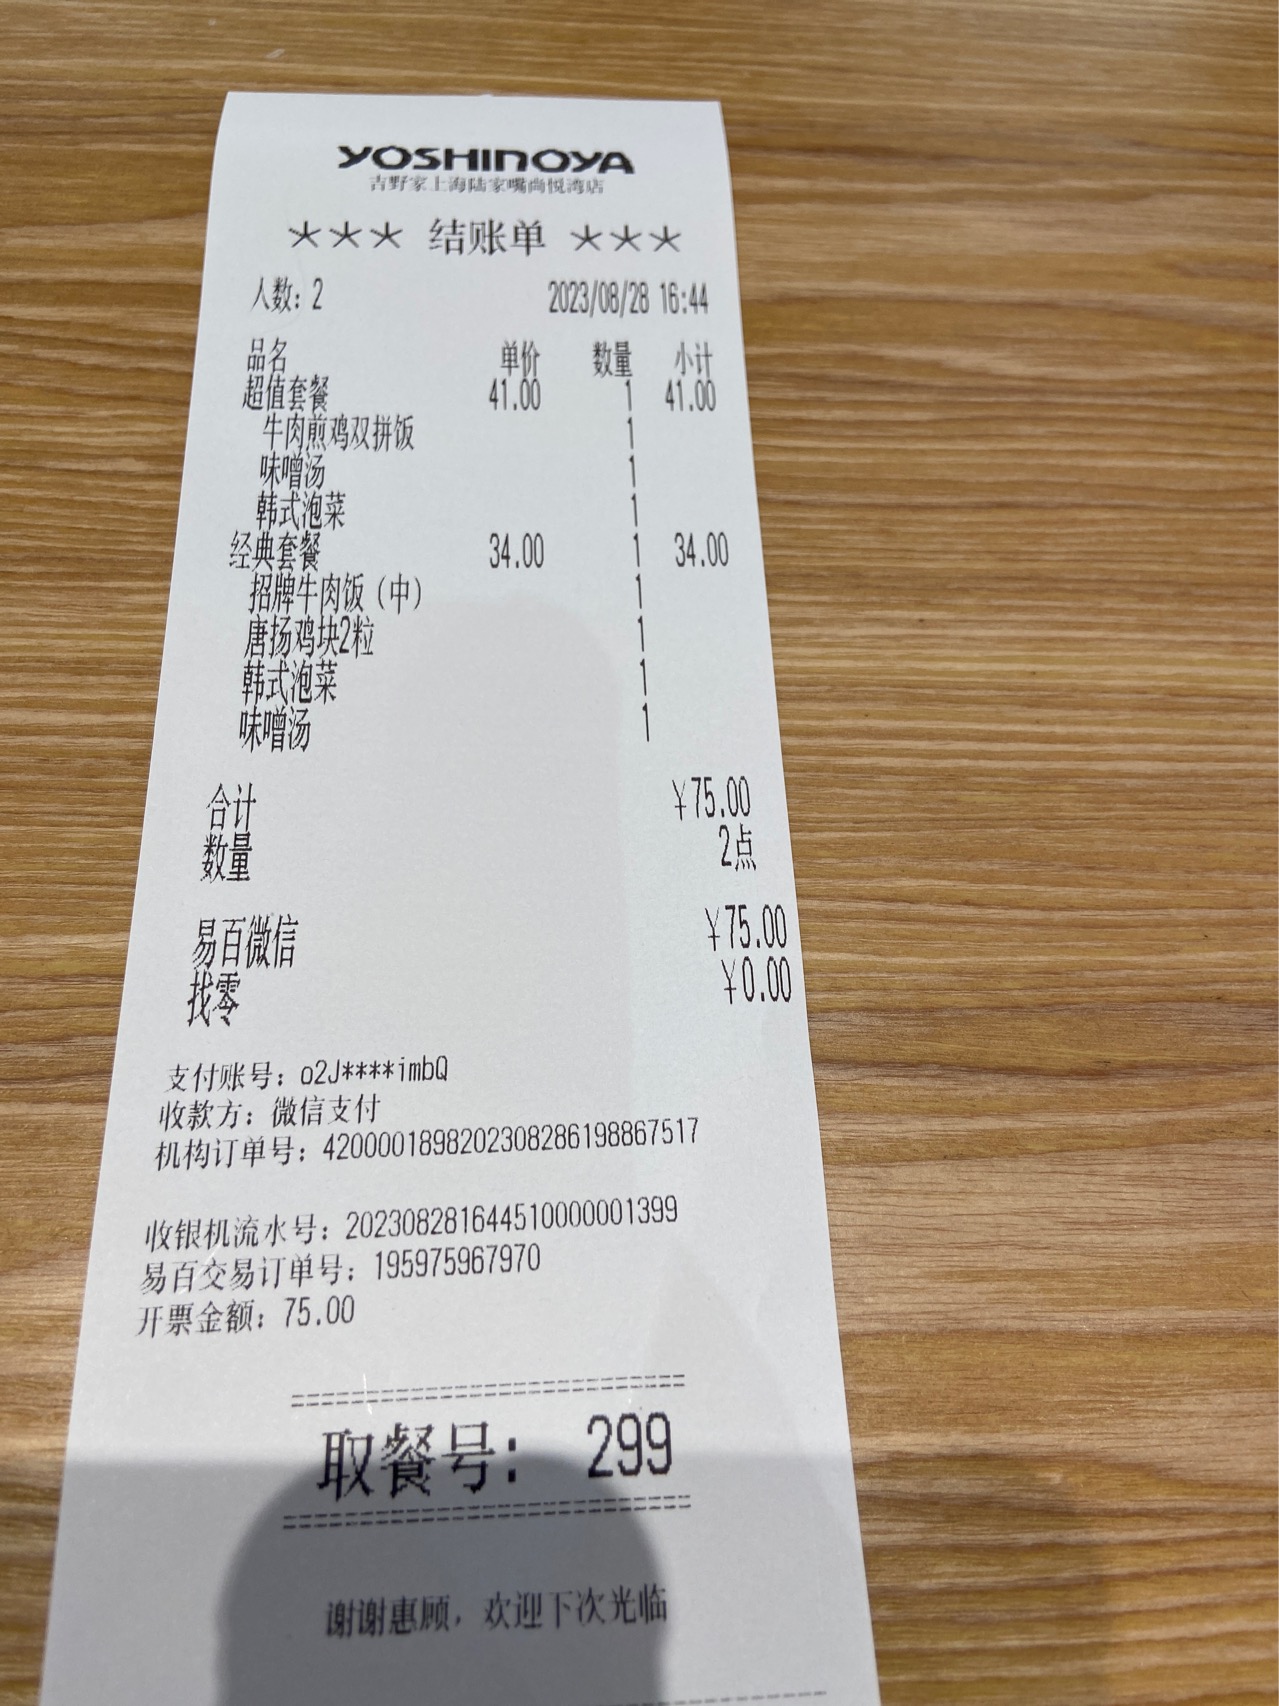 YOSHINOYA
吉野家上海陆家嘴尚悦湾店
*** 结账单 ***
人数：2 2023/08/28 16:44
品名 单价 数量 小计
超值套餐 41.00 1 41.00
牛肉煎鸡双拼饭 1
味噌汤 1
韩式泡菜 1
经典套餐 34.00 1 34.00
招牌牛肉饭（中） 1
唐扬鸡块2粒 1
韩式泡菜 1
味噌汤 1
合计 ¥75.00
数量 2点
易百微信 ¥75.00
找零 ¥0.00
支付账号：o2J****imbQ
收款方：微信支付
机构订单号：4200001898202308286198867517
收银机流水号：202308281644510000001399
易百交易订单号：195975967970
开票金额：75.00
取餐号： 299
谢谢惠顾，欢迎下次光临